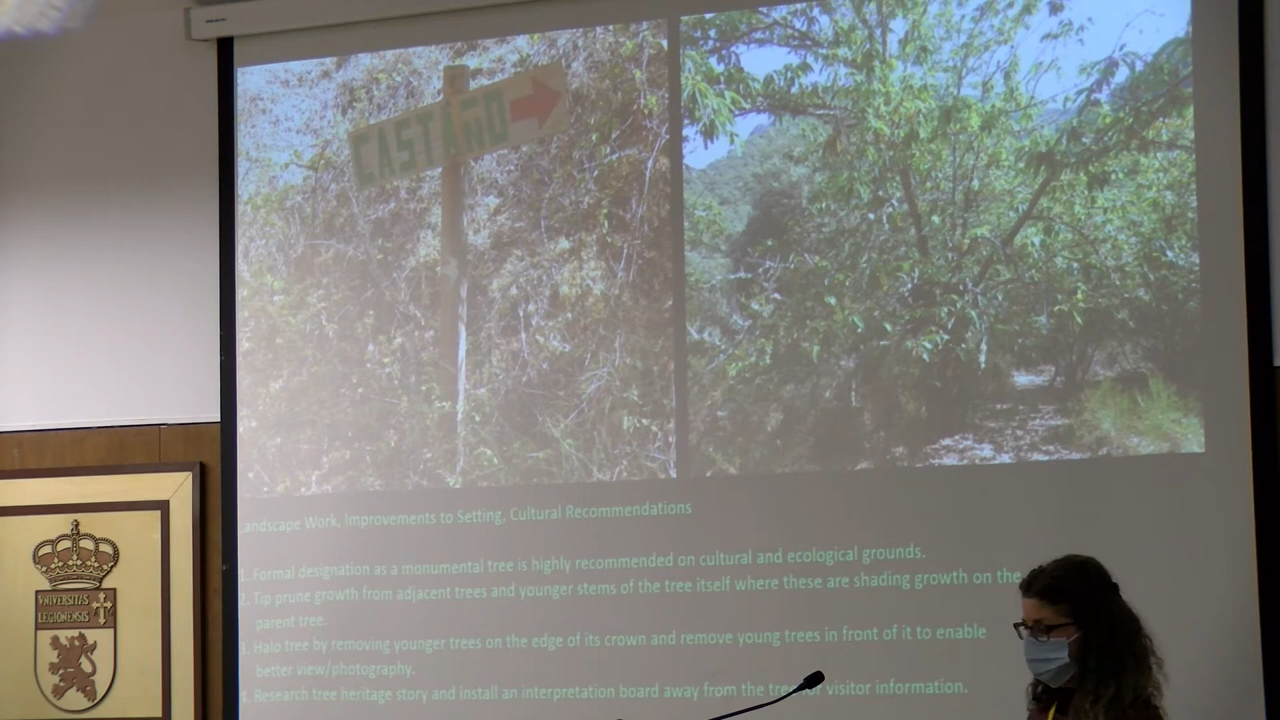 CASTAÑO
Landscape Work, Improvements to Setting, Cultural Recommendations
1. Formal designation as a monumental tree is highly recommended on cultural and ecological grounds.
2. Tip prune growth from adjacent trees and younger stems of the tree itself where these are shading growth on the
parent tree.
3. Halo tree by removing younger trees on the edge of its crown and remove young trees in front of it to enable
better view/photography.
4. Research tree heritage story and install an interpretation board away from the tree for visitor information.
VNIVERSITAS
LEGIONENSIS